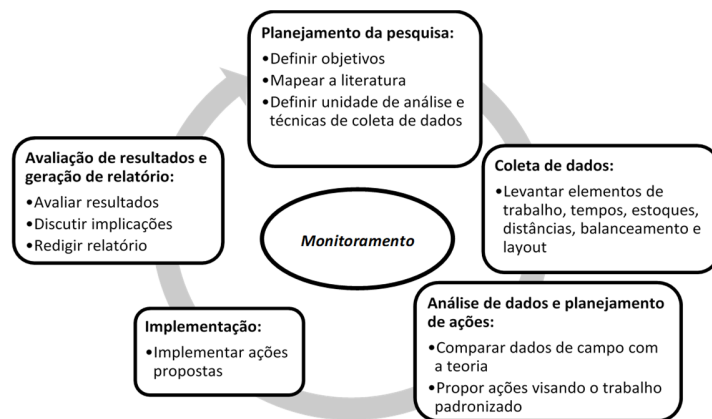 Planejamento da pesquisa:
•Definir objetivos
•Mapear a literatura
•Definir unidade de análise e
técnicas de coleta de dados
Coleta de dados:
•Levantar elementos de
trabalho, tempos, estoques,
distâncias, balanceamento e
layout
Análise de dados e planejamento
de ações:
•Comparar dados de campo com
a teoria
•Propor ações visando o trabalho
padronizado
Implementação:
•Implementar ações
propostas
Avaliação de resultados e
geração de relatório:
•Avaliar resultados
•Discutir implicações
•Redigir relatório
Monitoramento